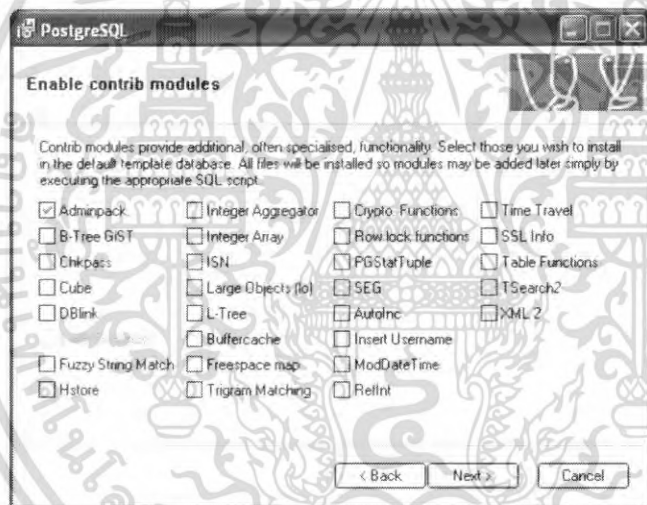 PostgreSQL
Enable contrib modules
Contrib modules provide additional, often specialised, functionality. Select those you wish to install
in the default template database. All files will be installed so modules may be added later simply by
executing the appropriate SQL script.
Adminpack Integer Aggregator Crypto Functions Time Travel
B-Tree GiST Integer Array Row lock functions SSL Info
Chkpass ISN PGStatTuple Table Functions
Cube Large Objects (lo) SEG TSearch2
DBlink L-Tree AutoInc XML 2
Buffercache Insert Username
Fuzzy String Match Freespace map ModDateTime
Hstore Trigram Matching RefInt
< Back Next > Cancel